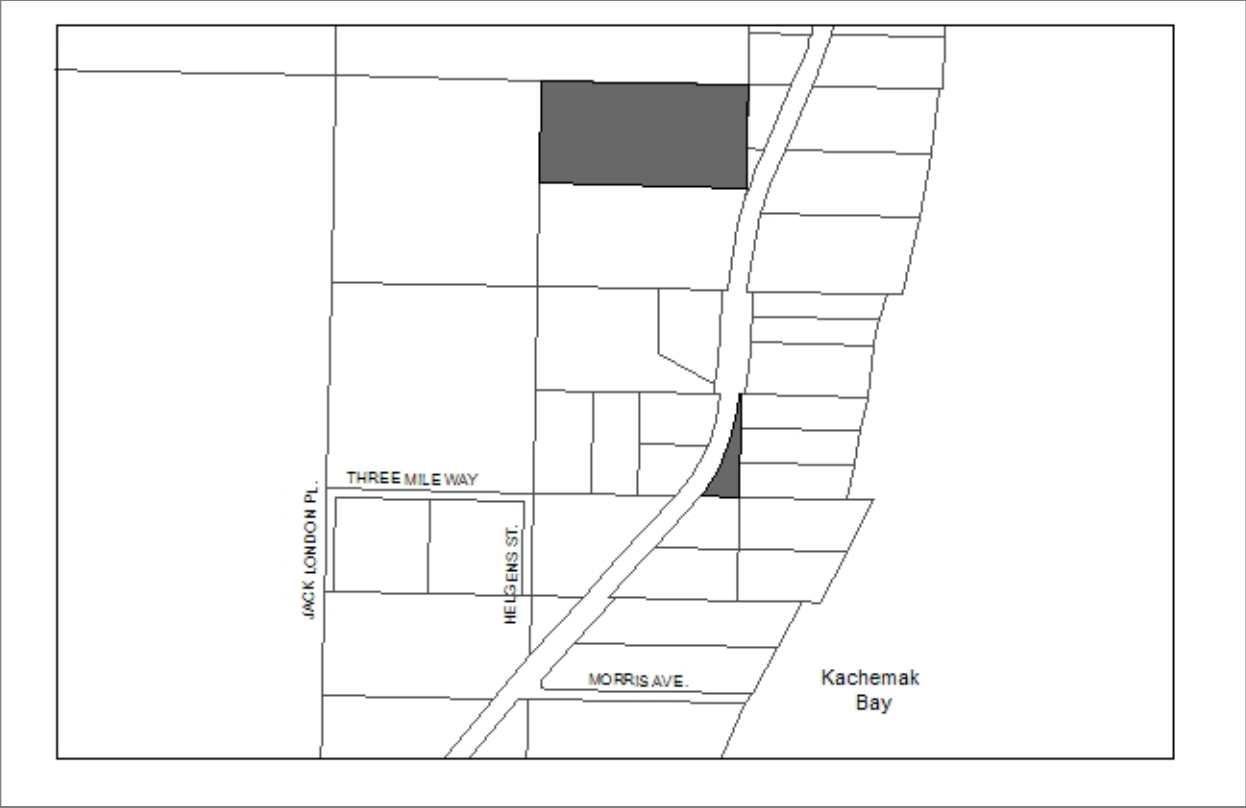 THREE MILE WAY
JACK LONDON PL.
HELGENS ST.
MORRIS AVE.
Kachemak
Bay